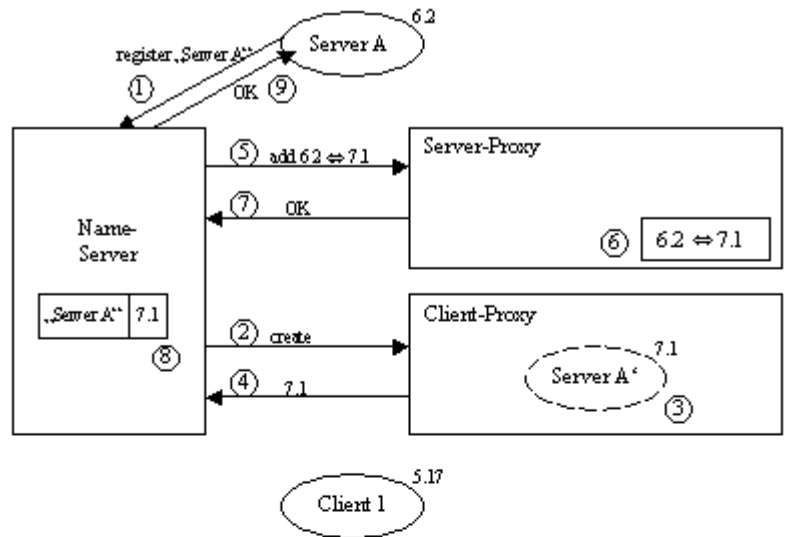 6.2
Server A
register „Server A“
1
OK 9
5 add 6.2 ⇔ 7.1
Server-Proxy
7 OK
Name-
Server
6 6.2 ⇔ 7.1
„Server A“ 7.1
8
2 create
Client-Proxy
7.1
Server A‘
4 7.1
3
5.17
Client 1